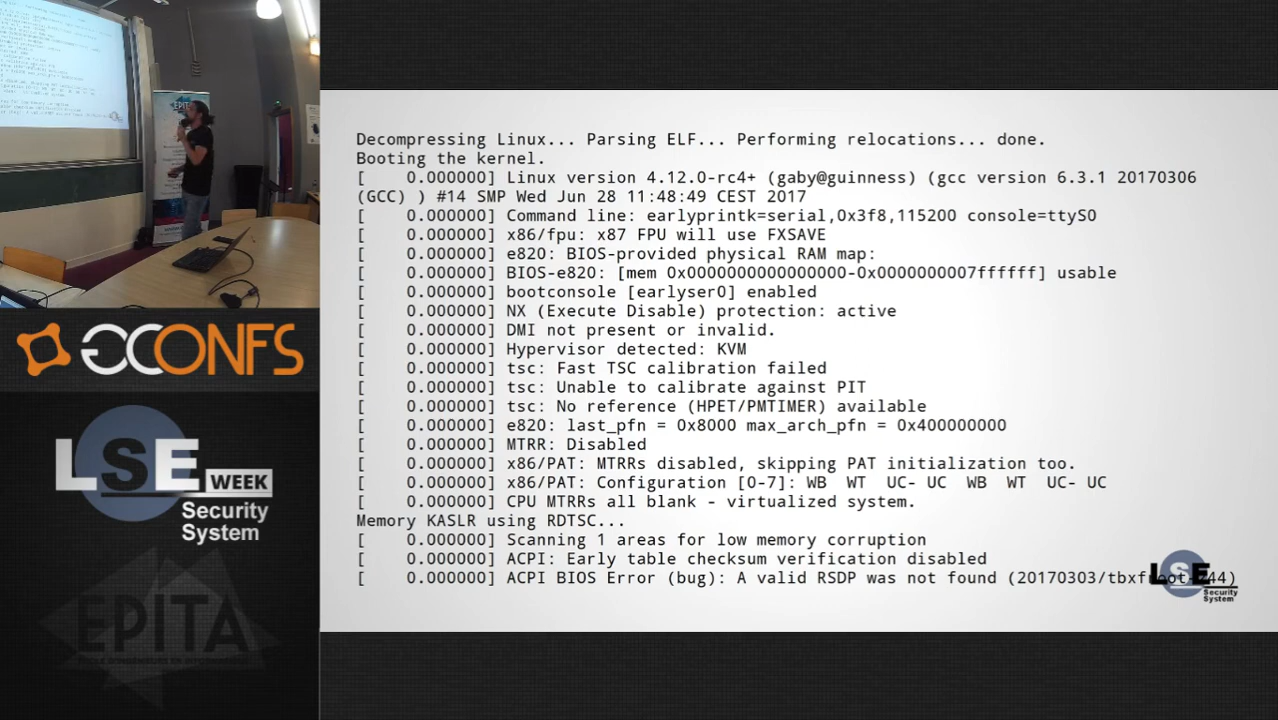 Decompressing Linux... Parsing ELF... Performing relocations... done.
Booting the kernel.
[    0.000000] Linux version 4.12.0-rc4+ (gaby@guinness) (gcc version 6.3.1 20170306
(GCC) ) #14 SMP Wed Jun 28 11:48:49 CEST 2017
[    0.000000] Command line: earlyprintk=serial,0x3f8,115200 console=ttyS0
[    0.000000] x86/fpu: x87 FPU will use FXSAVE
[    0.000000] e820: BIOS-provided physical RAM map:
[    0.000000] BIOS-e820: [mem 0x0000000000000000-0x0000000007ffffff] usable
[    0.000000] bootconsole [earlyser0] enabled
[    0.000000] NX (Execute Disable) protection: active
[    0.000000] DMI not present or invalid.
[    0.000000] Hypervisor detected: KVM
[    0.000000] tsc: Fast TSC calibration failed
[    0.000000] tsc: Unable to calibrate against PIT
[    0.000000] tsc: No reference (HPET/PMTIMER) available
[    0.000000] e820: last_pfn = 0x8000 max_arch_pfn = 0x400000000
[    0.000000] MTRR: Disabled
[    0.000000] x86/PAT: MTRRs disabled, skipping PAT initialization too.
[    0.000000] x86/PAT: Configuration [0-7]: WB  WT  UC- UC  WB  WT  UC- UC
[    0.000000] CPU MTRRs all blank - virtualized system.
Memory KASLR using RDTSC...
[    0.000000] Scanning 1 areas for low memory corruption
[    0.000000] ACPI: Early table checksum verification disabled
[    0.000000] ACPI BIOS Error (bug): A valid RSDP was not found (20170303/tbxfroot-244)
LSE
Security
System
EPITA
GCONFS
LSE WEEK
Security
System
EPITA